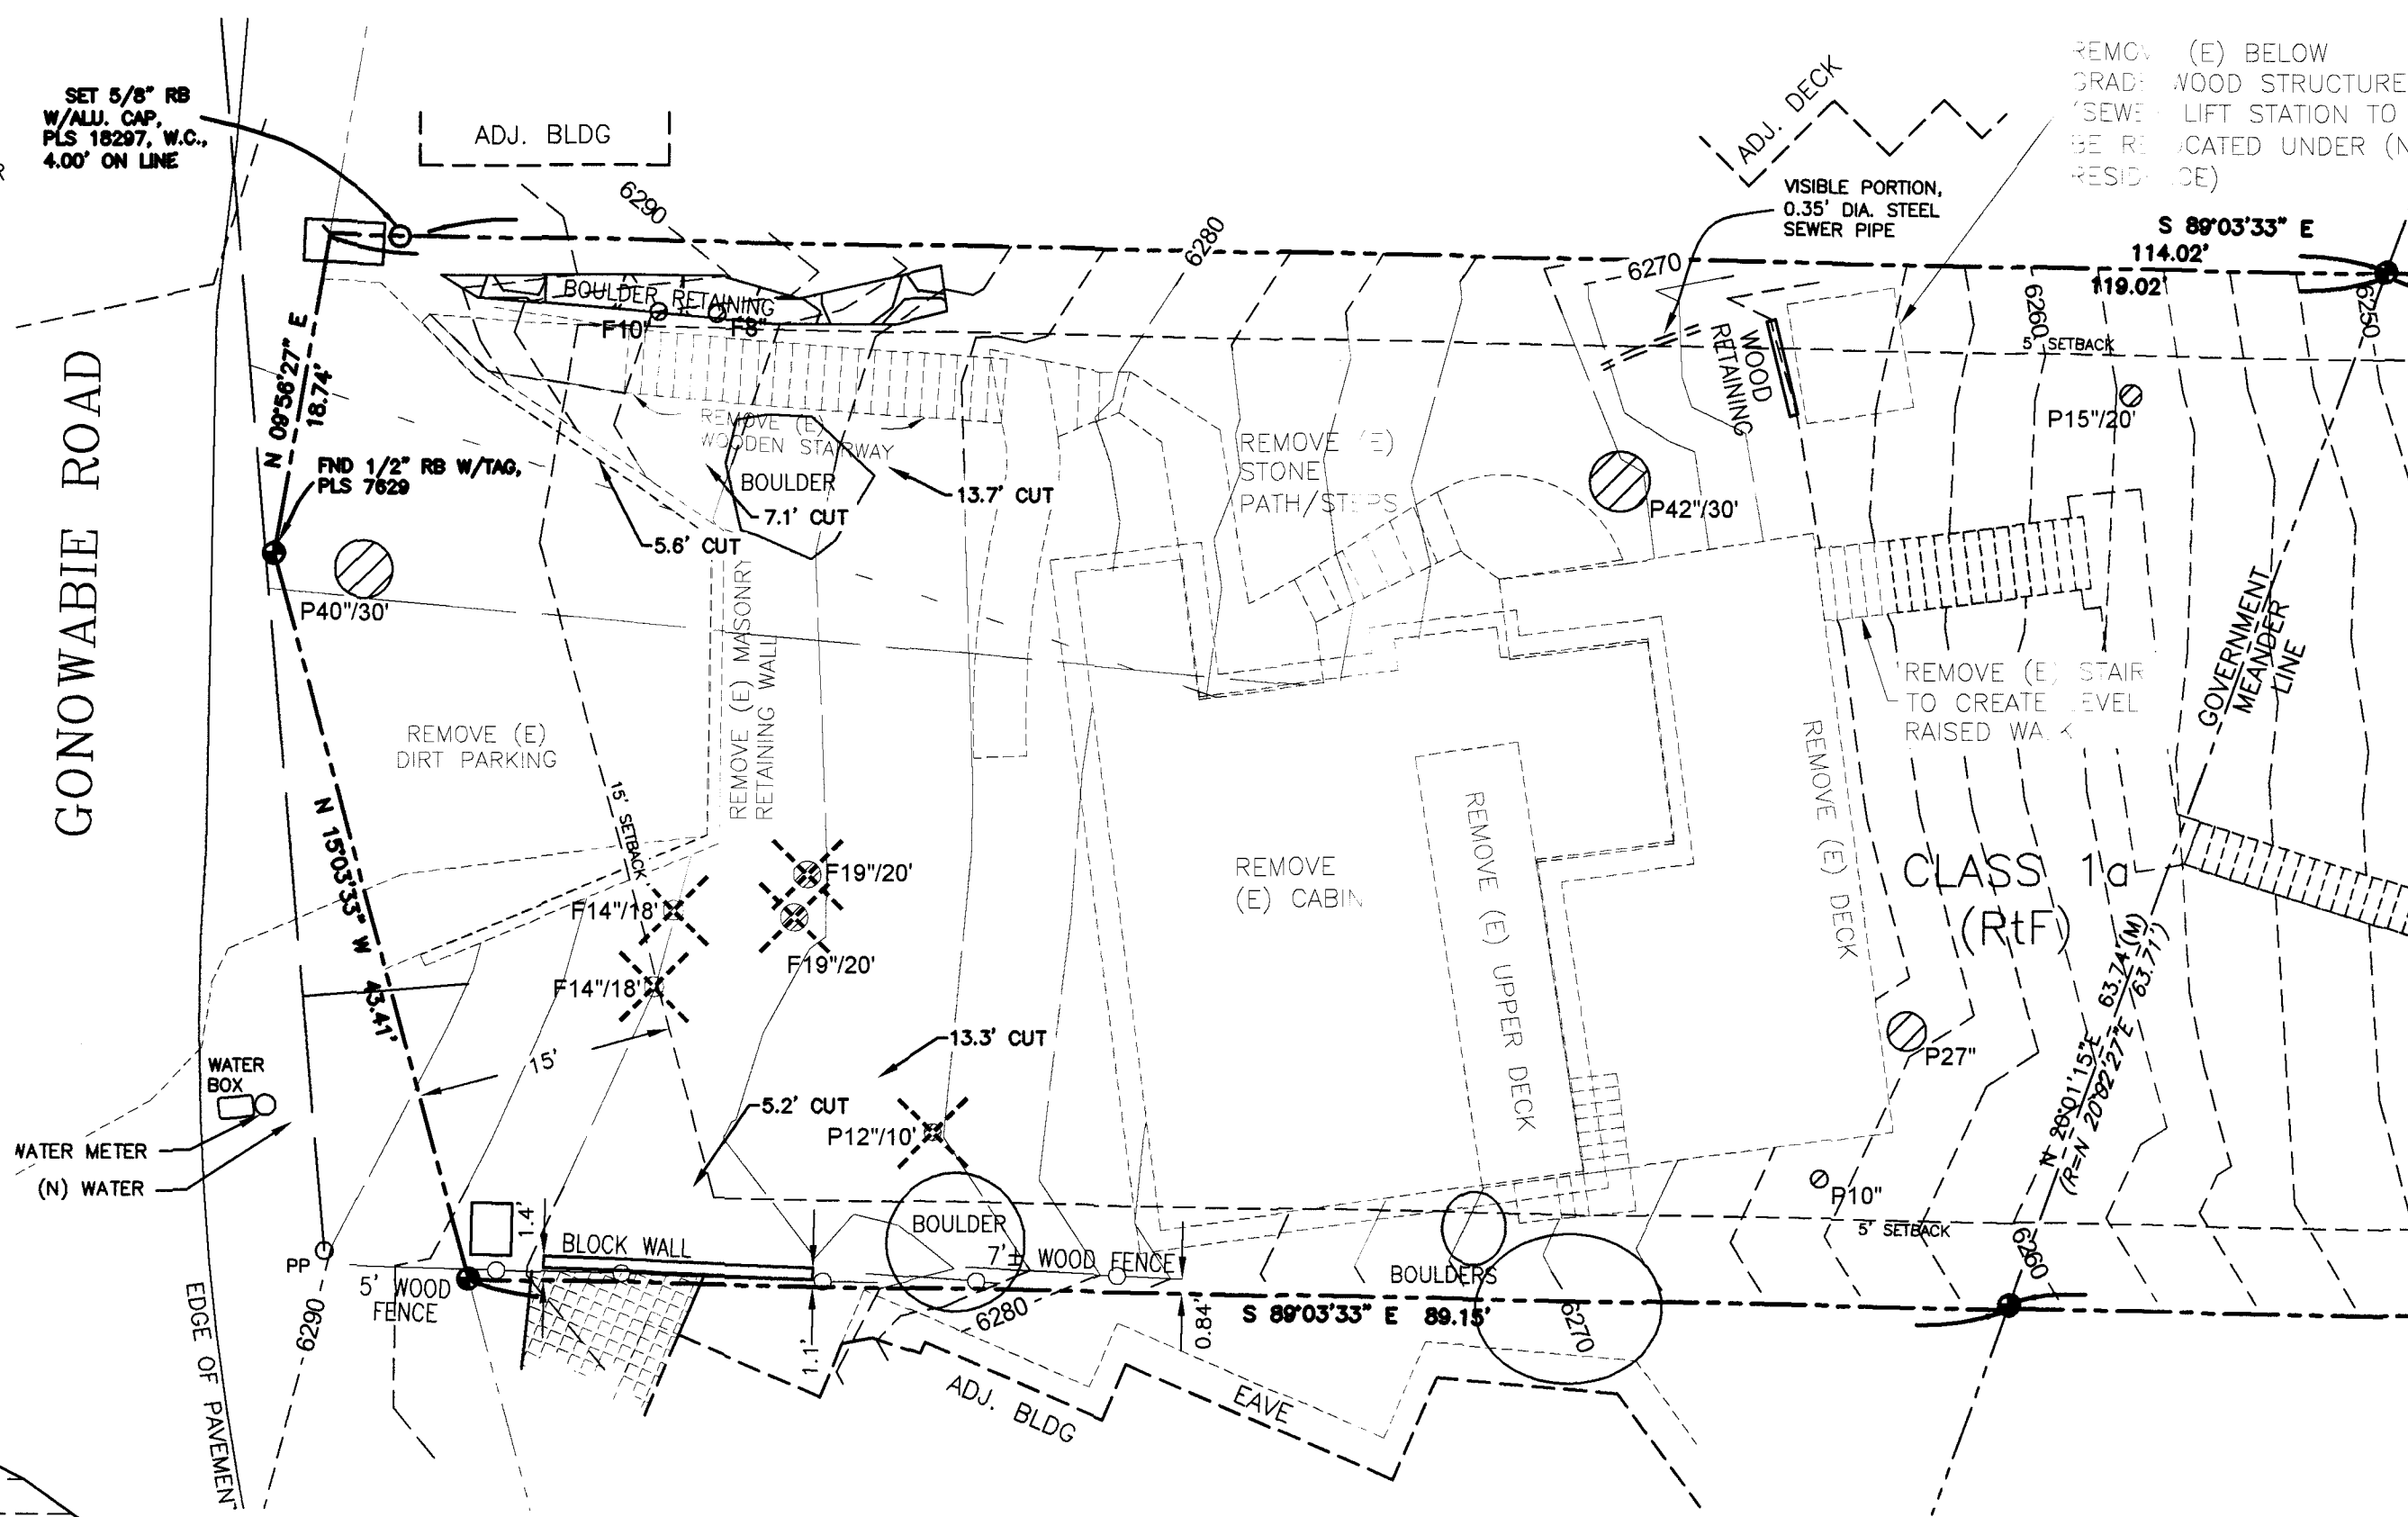 SET 5/8" RB
W/ALU. CAP,
PLS 18297, W.C.,
4.00' ON LINE
ADJ. BLDG
ADJ. DECK
(E) BELOW
WOOD STRUCTURE
LIFT STATION TO
UNDER
VISIBLE PORTION,
0.35' DIA. STEEL
SEWER PIPE
S 89°03'33" E
114.02'
119.02'
6290
6280
6270
6260
6250
BOULDER RETAINING
F10"
F8"
WOOD
RETAINING
5' SETBACK
P15"/20'
GONOWABIE ROAD
N 09°56'27" E
18.74'
FND 1/2" RB W/TAG,
PLS 7629
REMOVE (E)
WOODEN STAIRWAY
BOULDER
13.7' CUT
7.1' CUT
5.6' CUT
REMOVE (E)
STONE
PATH/STEPS
P42"/30'
P40"/30'
REMOVE (E) MASONRY
RETAINING WALL
REMOVE (E)
DIRT PARKING
15' SETBACK
GOVERNMENT
MEANDER
LINE
REMOVE (E) STAIR
TO CREATE LEVEL
RAISED WALK
REMOVE (E) DECK
REMOVE (E) UPPER DECK
REMOVE
(E) CABIN
CLASS 1a
(RtF)
N 15°03'33" W 43.41'
F19"/20'
F14"/18'
F19"/20'
F14"/18'
15'
13.3' CUT
5.2' CUT
P12"/10'
P27"
N 20°01'15"E 63.74'(M)
WATER
BOX
WATER METER
(N) WATER
P10"
5' SETBACK
PP
5' WOOD
FENCE
1.4'
BLOCK WALL
BOULDER
7'± WOOD FENCE
BOULDERS
6260
S 89°03'33" E 89.15'
6290
6280
6270
1.1'
0.84'
EDGE OF
ADJ. BLDG
EAVE